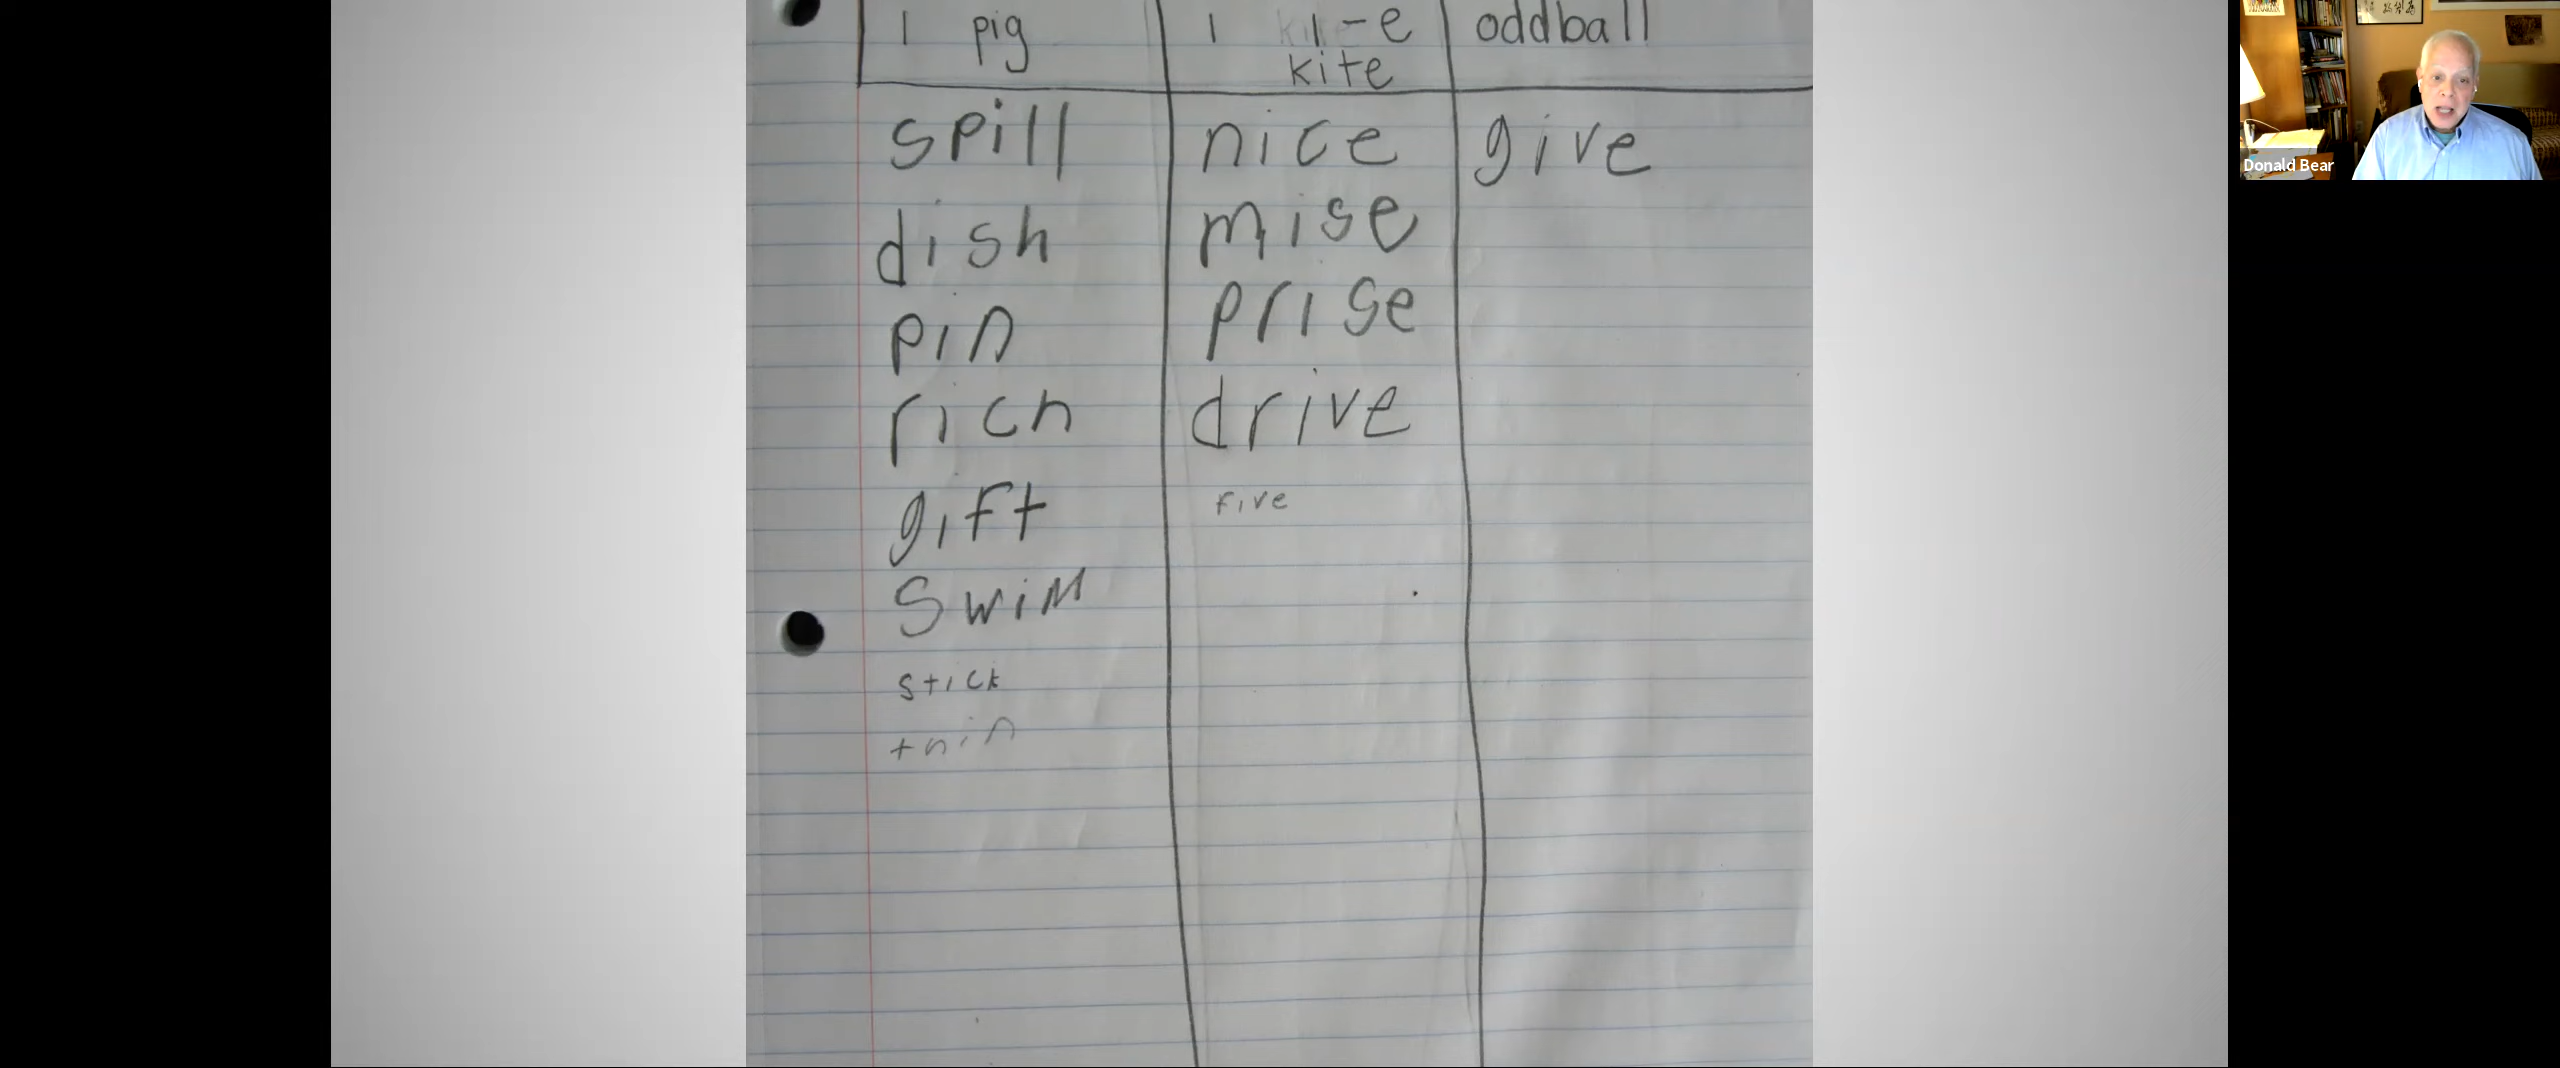 ı pig
ı ı-e
kite
oddball
spill
dish
pin
rich
gift
swim
stick
thin
nice
mise
prise
drive
five
give
Donald Bear